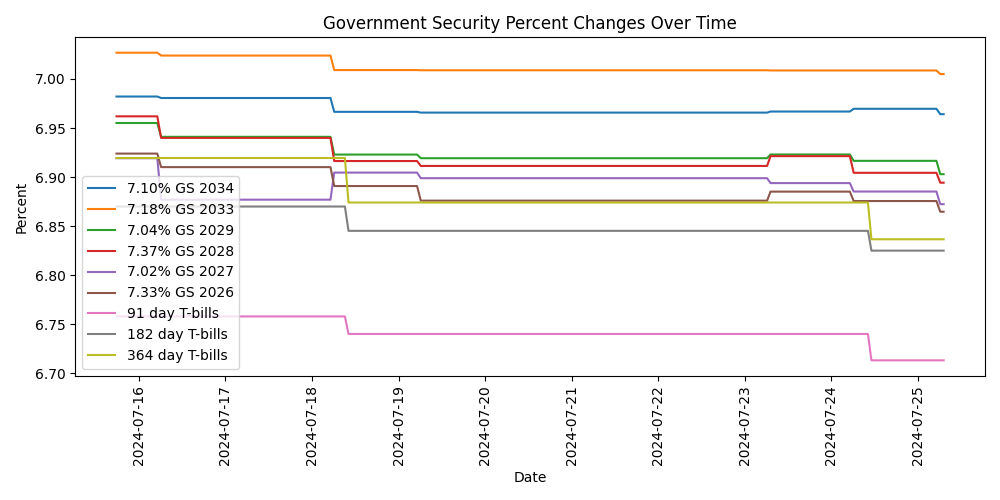 Government Security Percent Changes Over Time
Percent
7.00
6.95
6.90
6.85
6.80
6.75
6.70
7.10% GS 2034
7.18% GS 2033
7.04% GS 2029
7.37% GS 2028
7.02% GS 2027
7.33% GS 2026
91 day T-bills
182 day T-bills
364 day T-bills
2024-07-16
2024-07-17
2024-07-18
2024-07-19
2024-07-20
2024-07-21
2024-07-22
2024-07-23
2024-07-24
2024-07-25
Date